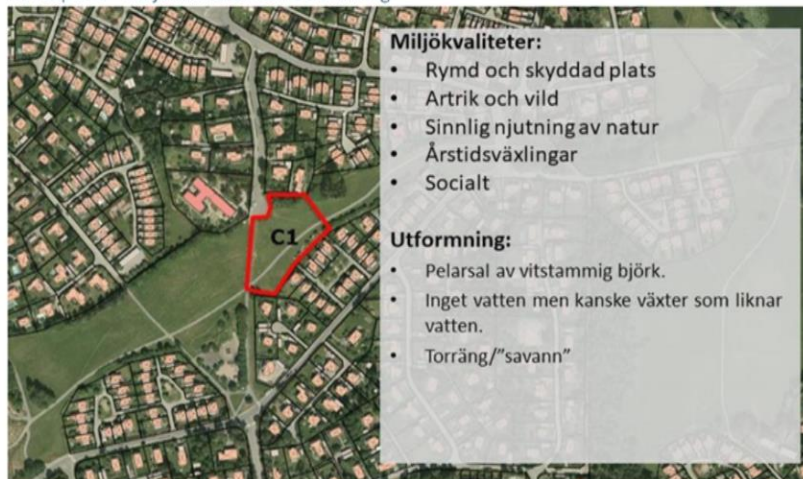 Miljökvaliteter:
• Rymd och skyddad plats
• Artrik och vild
• Sinnlig njutning av natur
• Årstidsväxlingar
• Socialt
C1
Utformning:
• Pelarsal av vitstammig björk.
• Inget vatten men kanske växter som liknar
vatten.
• Torräng/”savann”